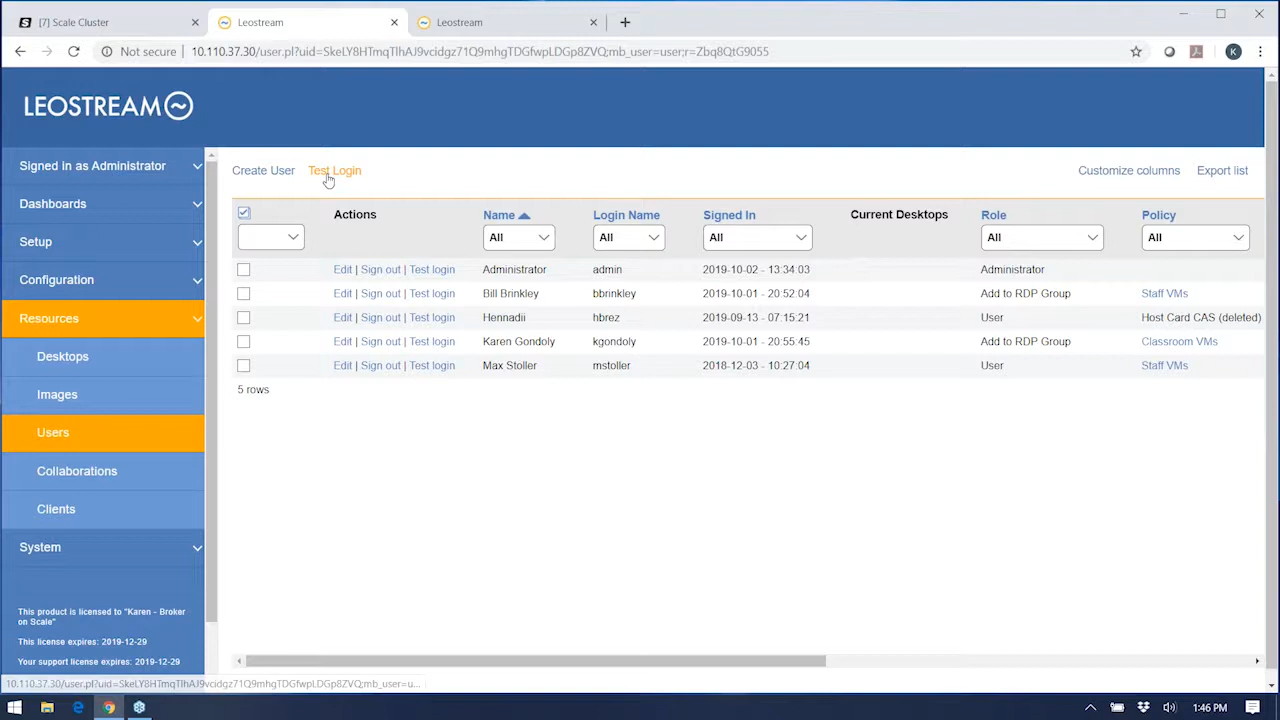 [7] Scale Cluster
Leostream
Leostream
Not secure
10.110.37.30/user.pl?uid=SkeLY8HTmqTlhAJ9vcidgz71Q9mhgTDGfwpLDGp8ZVQ;mb_user=user;r=Zbq8QtG9055
K
LEOSTREAM
Signed in as Administrator
Dashboards
Setup
Configuration
Resources
Desktops
Images
Users
Collaborations
Clients
System
This product is licensed to "Karen - Broker
on Scale"
This license expires: 2019-12-29
Your support license expires: 2019-12-29
Create User Test Login Customize columns Export list
Actions Name Login Name Signed In Current Desktops Role Policy
All All All All All
Edit | Sign out | Test login Administrator admin 2019-10-02 - 13:34:03 Administrator
Edit | Sign out | Test login Bill Brinkley bbrinkley 2019-10-01 - 20:52:04 Add to RDP Group Staff VMs
Edit | Sign out | Test login Hennadii hbrez 2019-09-13 - 07:15:21 User Host Card CAS (deleted)
Edit | Sign out | Test login Karen Gondoly kgondoly 2019-10-01 - 20:55:45 Add to RDP Group Classroom VMs
Edit | Sign out | Test login Max Stoller mstoller 2018-12-03 - 10:27:04 User Staff VMs
5 rows
10.110.37.30/user.pl?uid=SkeLY8HTmqTlhAJ9vcidgz71Q9mhgTDGfwpLDGp8ZVQ;mb_u...
1:46 PM